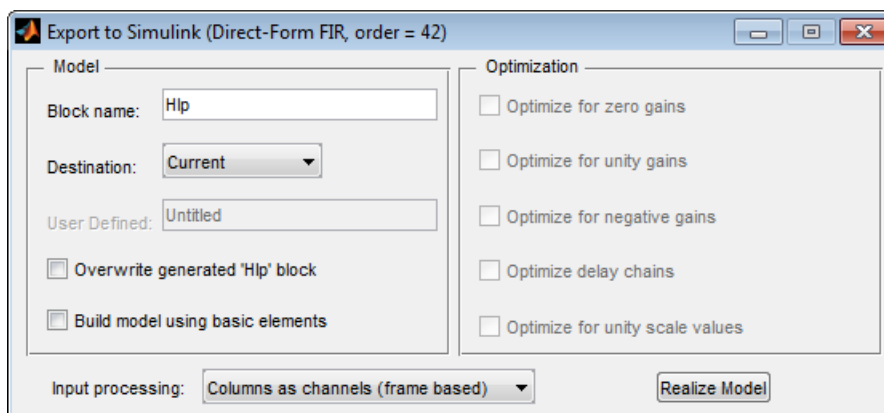 Export to Simulink (Direct-Form FIR, order = 42)
Model
Block name: Hlp
Destination: Current
User Defined: Untitled
Overwrite generated 'Hlp' block
Build model using basic elements
Optimization
Optimize for zero gains
Optimize for unity gains
Optimize for negative gains
Optimize delay chains
Optimize for unity scale values
Input processing: Columns as channels (frame based)
Realize Model